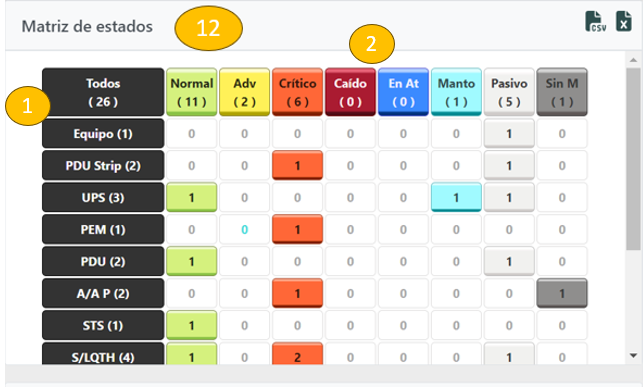 Matriz de estados 12 CSV X
2
1
Todos Normal Adv Crítico Caído En At Manto Pasivo Sin M
( 26 ) ( 11 ) ( 2 ) ( 6 ) ( 0 ) ( 0 ) ( 1 ) ( 5 ) ( 1 )
Equipo (1) 0 0 0 0 0 0 1 0
PDU Strip (2) 0 0 1 0 0 0 1 0
UPS (3) 1 0 0 0 0 1 1 0
PEM (1) 0 0 1 0 0 0 0 0
PDU (2) 1 0 0 0 0 0 1 0
A/A P (2) 0 0 1 0 0 0 0 1
STS (1) 1 0 0 0 0 0 0 0
S/LQTH (4) 1 0 2 0 0 0 1 0